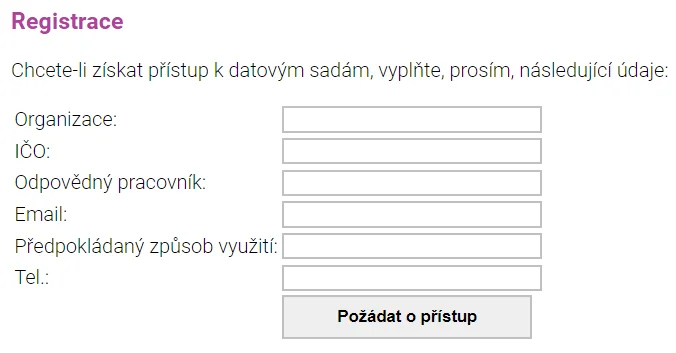 Registrace
Chcete-li získat přístup k datovým sadám, vyplňte, prosím, následující údaje:
Organizace:
IČO:
Odpovědný pracovník:
Email:
Předpokládaný způsob využití:
Tel.:
Požádat o přístup